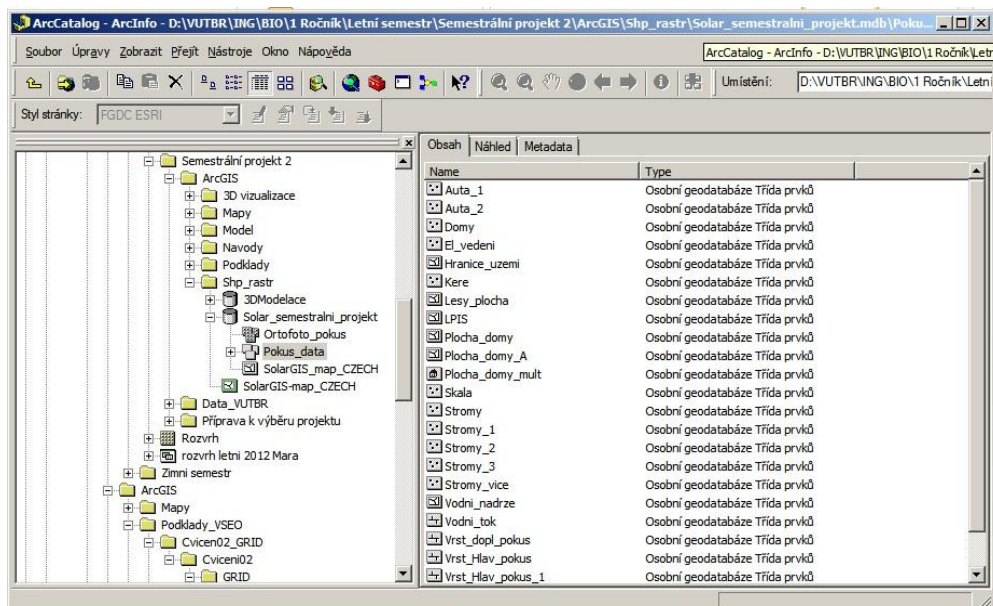 ArcCatalog - ArcInfo - D:\VUTBR\ING\BIO\1 Ročník\Letní semestr\Semestrální projekt 2\ArcGIS\Shp_rastr\Solar_semestralni_projekt.mdb\Poku...
Soubor Úpravy Zobrazit Přejít Nástroje Okno Nápověda
ArcCatalog - ArcInfo - D:\VUTBR\ING\BIO\1 Ročník\Letr
Umístění: D:\VUTBR\ING\BIO\1 Ročník\Letni
Styl stránky: FGDC ESRI
Semestrální projekt 2
ArcGIS
3D vizualizace
Mapy
Model
Navody
Podklady
Shp_rastr
3DModelace
Solar_semestralni_projekt
Ortofoto_pokus
Pokus_data
SolarGIS_map_CZECH
SolarGIS-map_CZECH
Data_VUTBR
Příprava k výběru projektu
Rozvrh
rozvrh letni 2012 Mara
Zimni semestr
ArcGIS
Mapy
Podklady_VSEO
Cvicen02_GRID
Cviceni02
GRID
Obsah Náhled Metadata
Name Type
Auta_1 Osobní geodatabáze Třída prvků
Auta_2 Osobní geodatabáze Třída prvků
Domy Osobní geodatabáze Třída prvků
El_vedeni Osobní geodatabáze Třída prvků
Hranice_uzemi Osobní geodatabáze Třída prvků
Kere Osobní geodatabáze Třída prvků
Lesy_plocha Osobní geodatabáze Třída prvků
LPIS Osobní geodatabáze Třída prvků
Plocha_domy Osobní geodatabáze Třída prvků
Plocha_domy_A Osobní geodatabáze Třída prvků
Plocha_domy_mult Osobní geodatabáze Třída prvků
Skala Osobní geodatabáze Třída prvků
Stromy Osobní geodatabáze Třída prvků
Stromy_1 Osobní geodatabáze Třída prvků
Stromy_2 Osobní geodatabáze Třída prvků
Stromy_3 Osobní geodatabáze Třída prvků
Stromy_vice Osobní geodatabáze Třída prvků
Vodni_nadrze Osobní geodatabáze Třída prvků
Vodni_tok Osobní geodatabáze Třída prvků
Vrst_dopl_pokus Osobní geodatabáze Třída prvků
Vrst_Hlav_pokus Osobní geodatabáze Třída prvků
Vrst_Hlav_pokus_1 Osobní geodatabáze Třída prvků